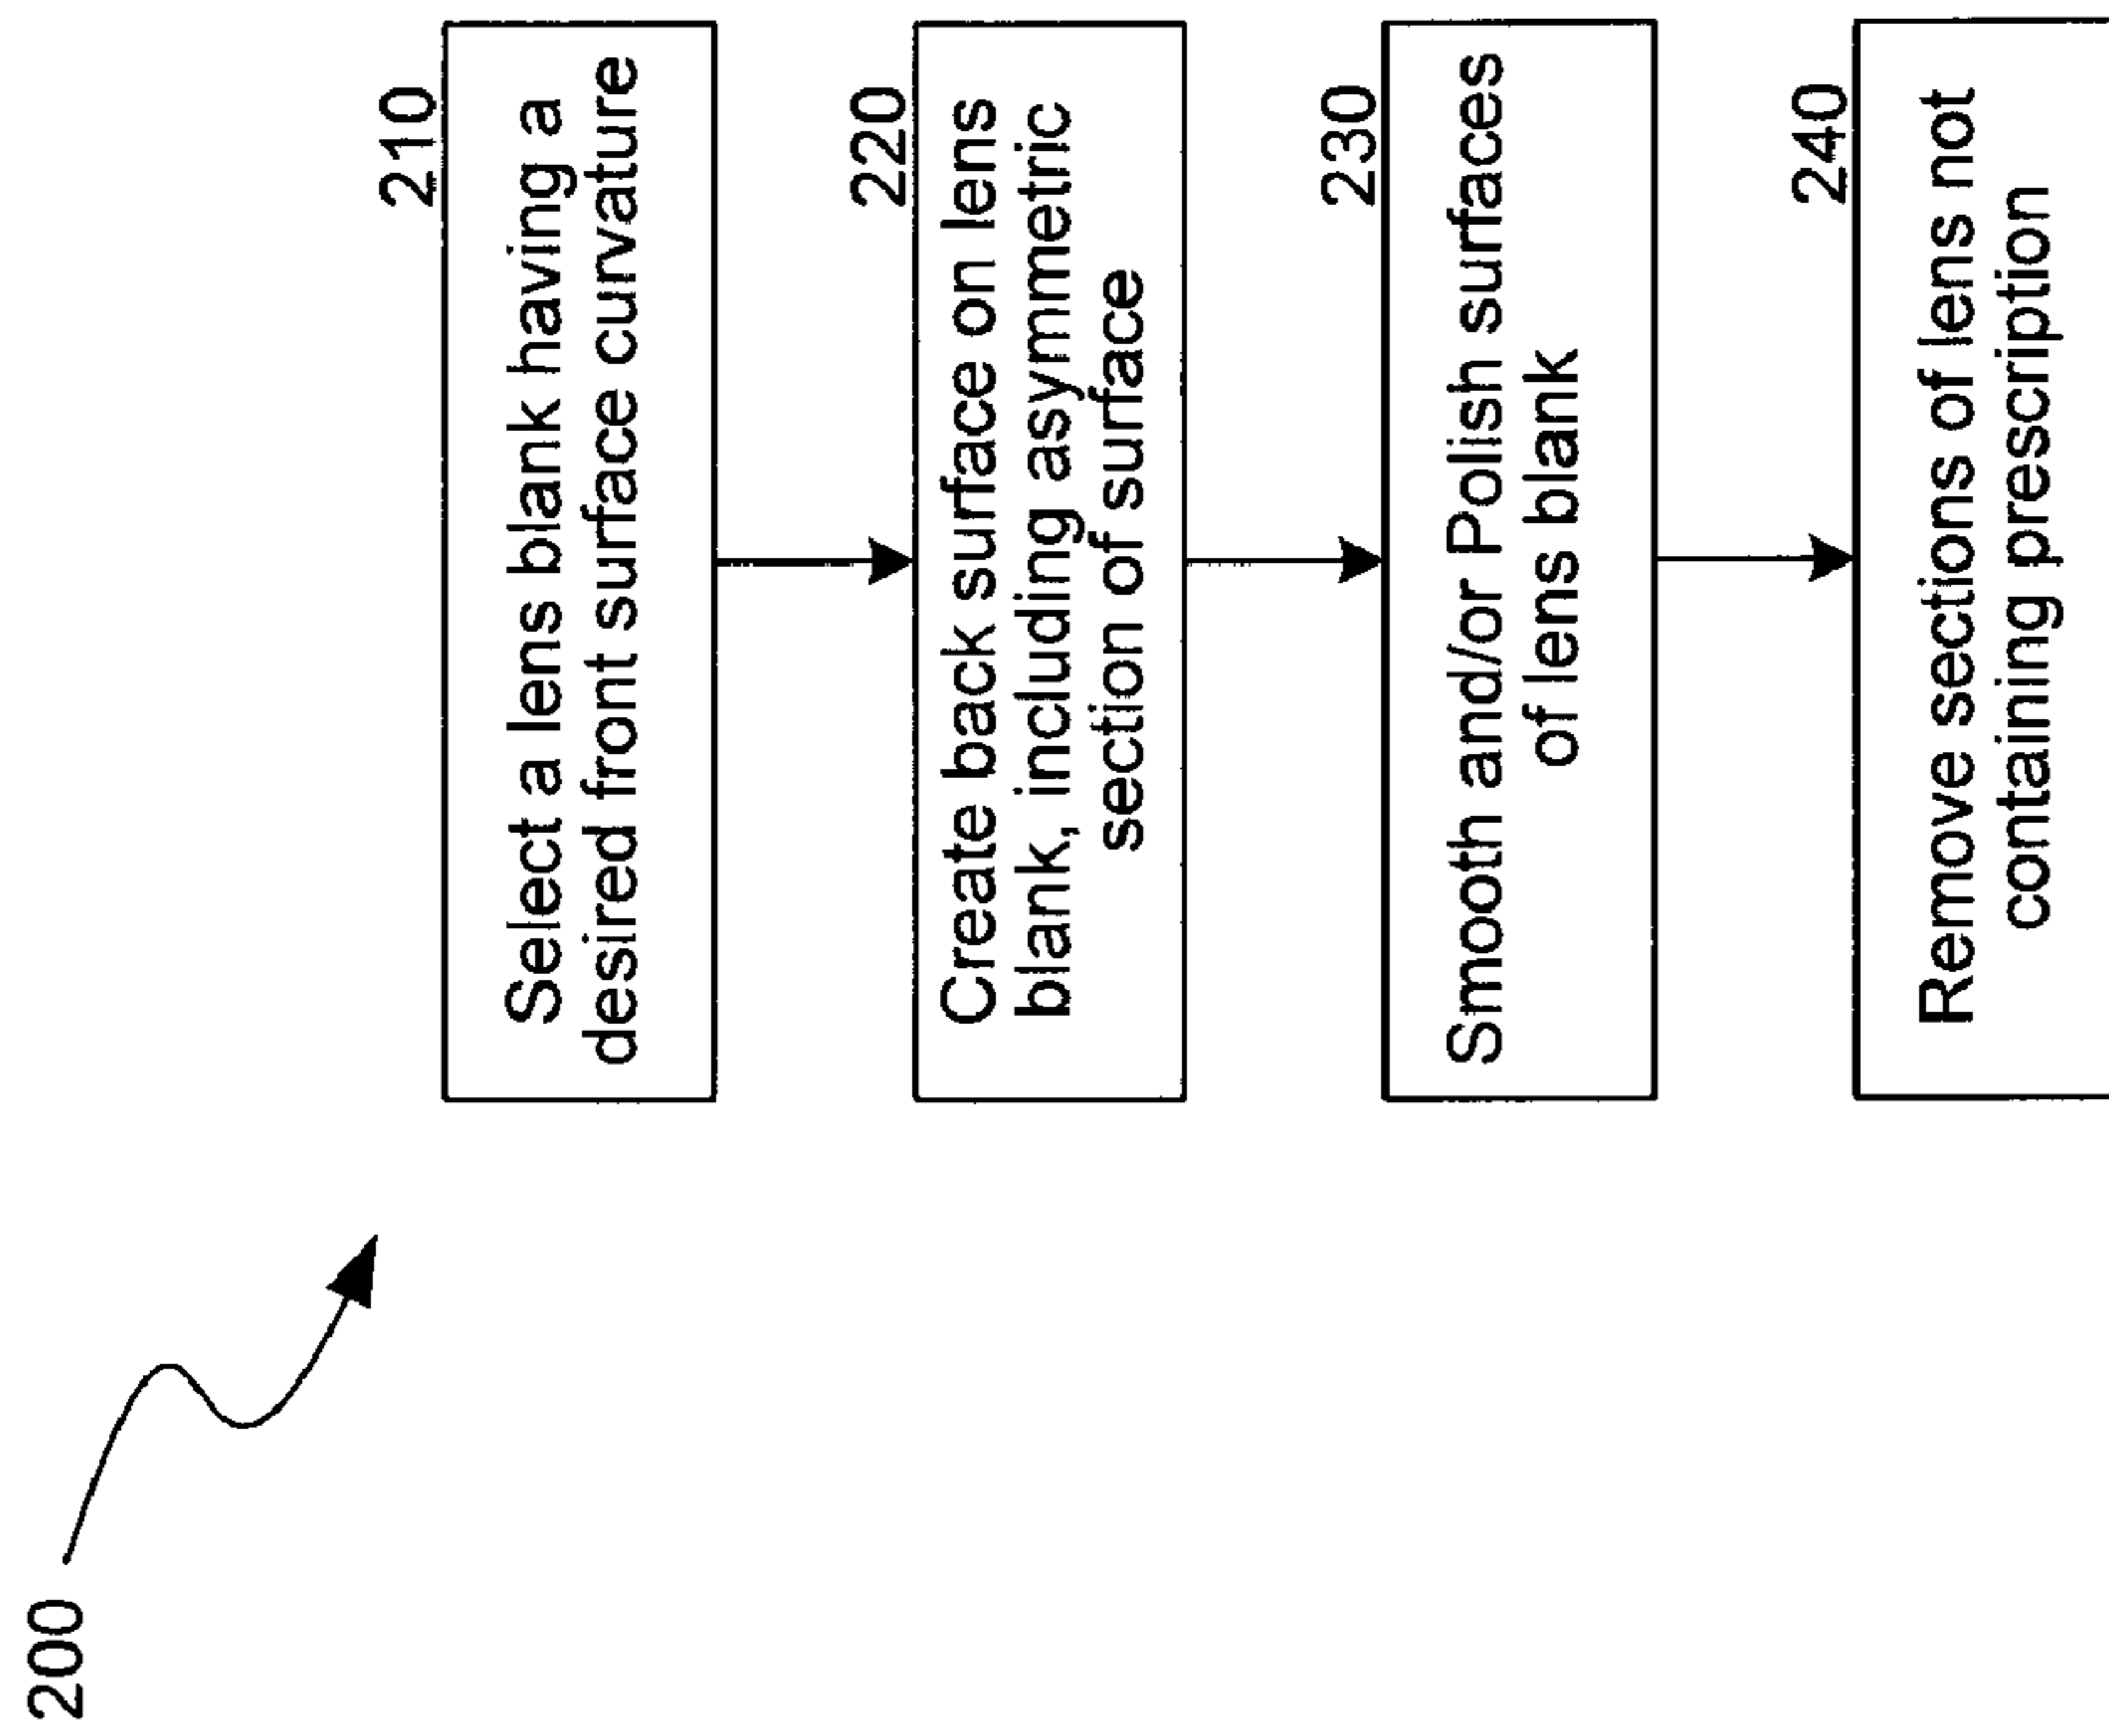 200
210
Select a lens blank having a
desired front surface curvature
220
Create back surface on lens
blank, including asymmetric
section of surface
230
Smooth and/or Polish surfaces
of lens blank
240
Remove sections of lens not
containing prescription